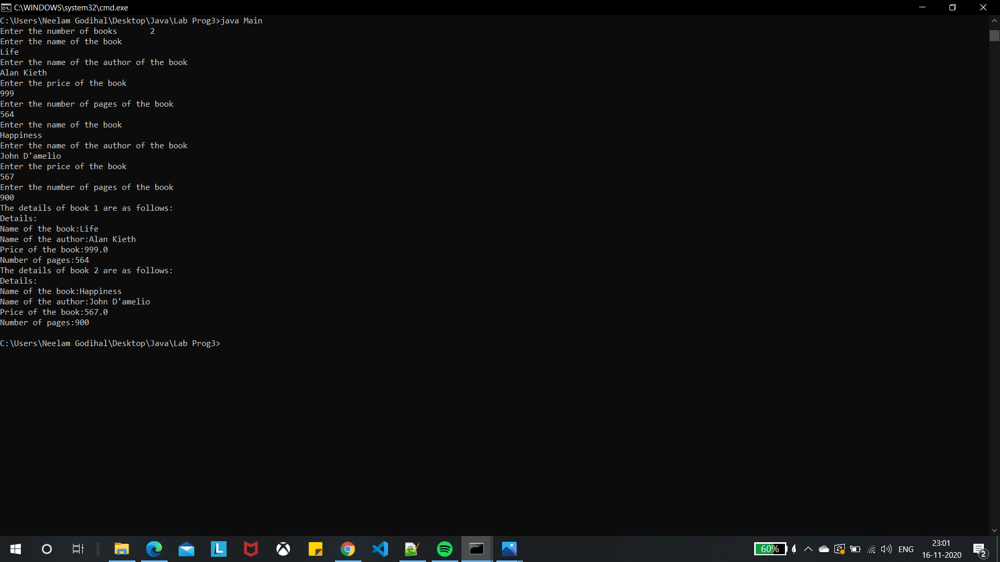 C:\WINDOWS\system32\cmd.exe
C:\Users\Neelam Godihal\Desktop\Java\Lab Prog3>java Main
Enter the number of books       2
Enter the name of the book
Life
Enter the name of the author of the book
Alan Kieth
Enter the price of the book
999
Enter the number of pages of the book
564
Enter the name of the book
Happiness
Enter the name of the author of the book
John D'amelio
Enter the price of the book
567
Enter the number of pages of the book
900
The details of book 1 are as follows:
Details:
Name of the book:Life
Name of the author:Alan Kieth
Price of the book:999.0
Number of pages:564
The details of book 2 are as follows:
Details:
Name of the book:Happiness
Name of the author:John D'amelio
Price of the book:567.0
Number of pages:900

C:\Users\Neelam Godihal\Desktop\Java\Lab Prog3>
L
60%
ENG
23:01
16-11-2020
2